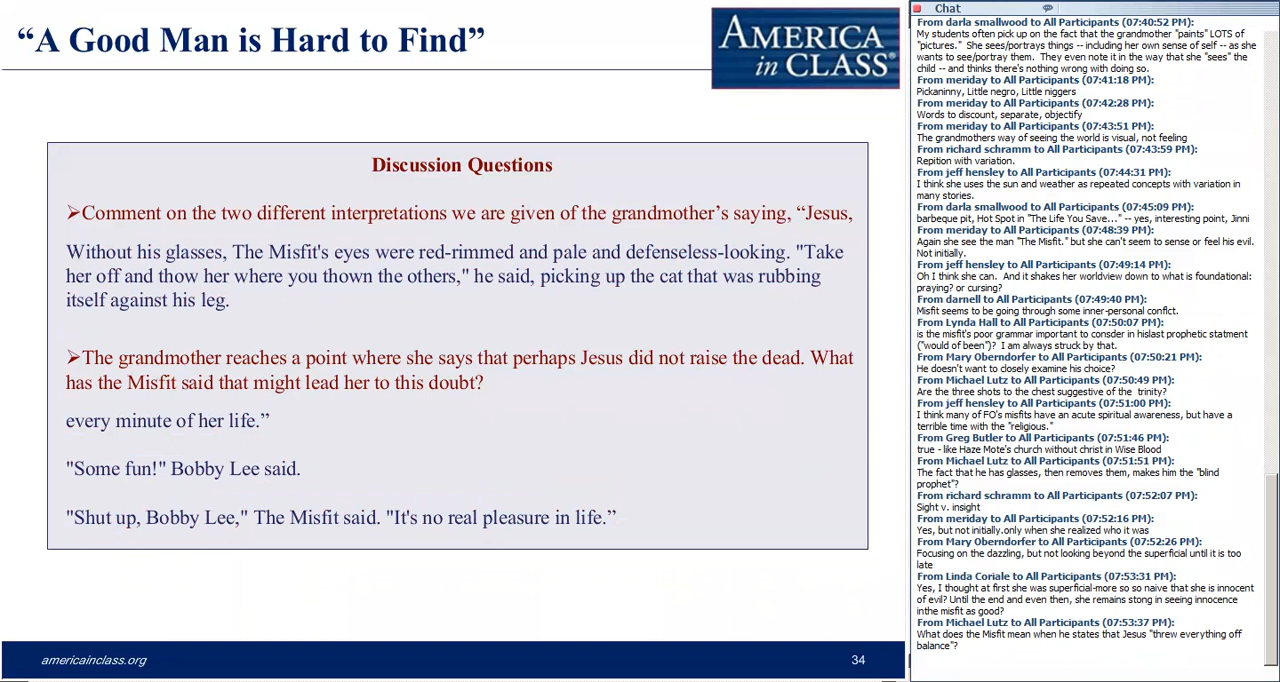 “A Good Man is Hard to Find”
AMERICA
in CLASS®
Discussion Questions
➢Comment on the two different interpretations we are given of the grandmother’s saying, “Jesus,
Without his glasses, The Misfit's eyes were red-rimmed and pale and defenseless-looking. "Take
her off and thow her where you thown the others," he said, picking up the cat that was rubbing
itself against his leg.
➢The grandmother reaches a point where she says that perhaps Jesus did not raise the dead. What
has the Misfit said that might lead her to this doubt?
every minute of her life.”
"Some fun!" Bobby Lee said.
"Shut up, Bobby Lee," The Misfit said. "It's no real pleasure in life.”
americainclass.org
34
Chat
From darla smallwood to All Participants (07:40:52 PM):
My students often pick up on the fact that the grandmother "paints" LOTS of
"pictures." She sees/portrays things -- including her own sense of self -- as she
wants to see/portray them. They even note it in the way that she "sees" the
child -- and thinks there's nothing wrong with doing so.
From meriday to All Participants (07:41:18 PM):
Pickaninny, Little negro, Little niggers
From meriday to All Participants (07:42:28 PM):
Words to discount, separate, objectify
From meriday to All Participants (07:43:51 PM):
The grandmothers way of seeing the world is visual, not feeling
From richard schramm to All Participants (07:43:59 PM):
Repition with variation.
From jeff hensley to All Participants (07:44:31 PM):
I think she uses the sun and weather as repeated concepts with variation in
many stories.
From darla smallwood to All Participants (07:45:09 PM):
barbeque pit, Hot Spot in "The Life You Save..." -- yes, interesting point, Jinni
From meriday to All Participants (07:48:39 PM):
Again she see the man "The Misfit." but she can't seem to sense or feel his evil.
Not initially.
From jeff hensley to All Participants (07:49:14 PM):
Oh I think she can. And it shakes her worldview down to what is foundational:
praying? or cursing?
From darnell to All Participants (07:49:40 PM):
Misfit seems to be going through some inner-personal conflct.
From Lynda Hall to All Participants (07:50:07 PM):
is the misfit's poor grammar important to consder in hislast prophetic statment
("would of been")? I am always struck by that.
From Mary Oberndorfer to All Participants (07:50:21 PM):
He doesn't want to closely examine his choice?
From Michael Lutz to All Participants (07:50:49 PM):
Are the three shots to the chest suggestive of the trinity?
From jeff hensley to All Participants (07:51:00 PM):
I think many of FO's misfits have an acute spiritual awareness, but have a
terrible time with the "religious."
From Greg Butler to All Participants (07:51:46 PM):
true - like Haze Mote's church without christ in Wise Blood
From Michael Lutz to All Participants (07:51:51 PM):
The fact that he has glasses, then removes them, makes him the "blind
prophet"?
From richard schramm to All Participants (07:52:07 PM):
Sight v. insight
From meriday to All Participants (07:52:16 PM):
Yes, but not initially.only when she realized who it was
From Mary Oberndorfer to All Participants (07:52:26 PM):
Focusing on the dazzling, but not looking beyond the superficial until it is too
late
From Linda Coriale to All Participants (07:53:31 PM):
Yes, I thought at first she was superficial-more so so naive that she is innocent
of evil? Until the end and even then, she remains stong in seeing innocence
inthe misfit as good?
From Michael Lutz to All Participants (07:53:37 PM):
What does the Misfit mean when he states that Jesus "threw everything off
balance"?